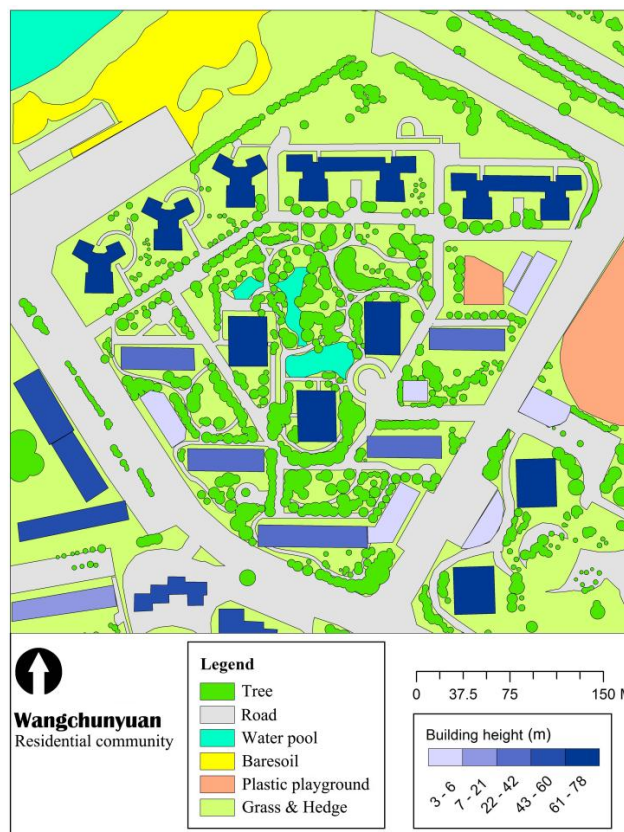 Wangchunyuan
Residential community
Legend
Tree
Road
Water pool
Baresoil
Plastic playground
Grass & Hedge
0 37.5 75 150 M
Building height (m)
3 - 6
7 - 21
22 - 42
43 - 60
61 - 78